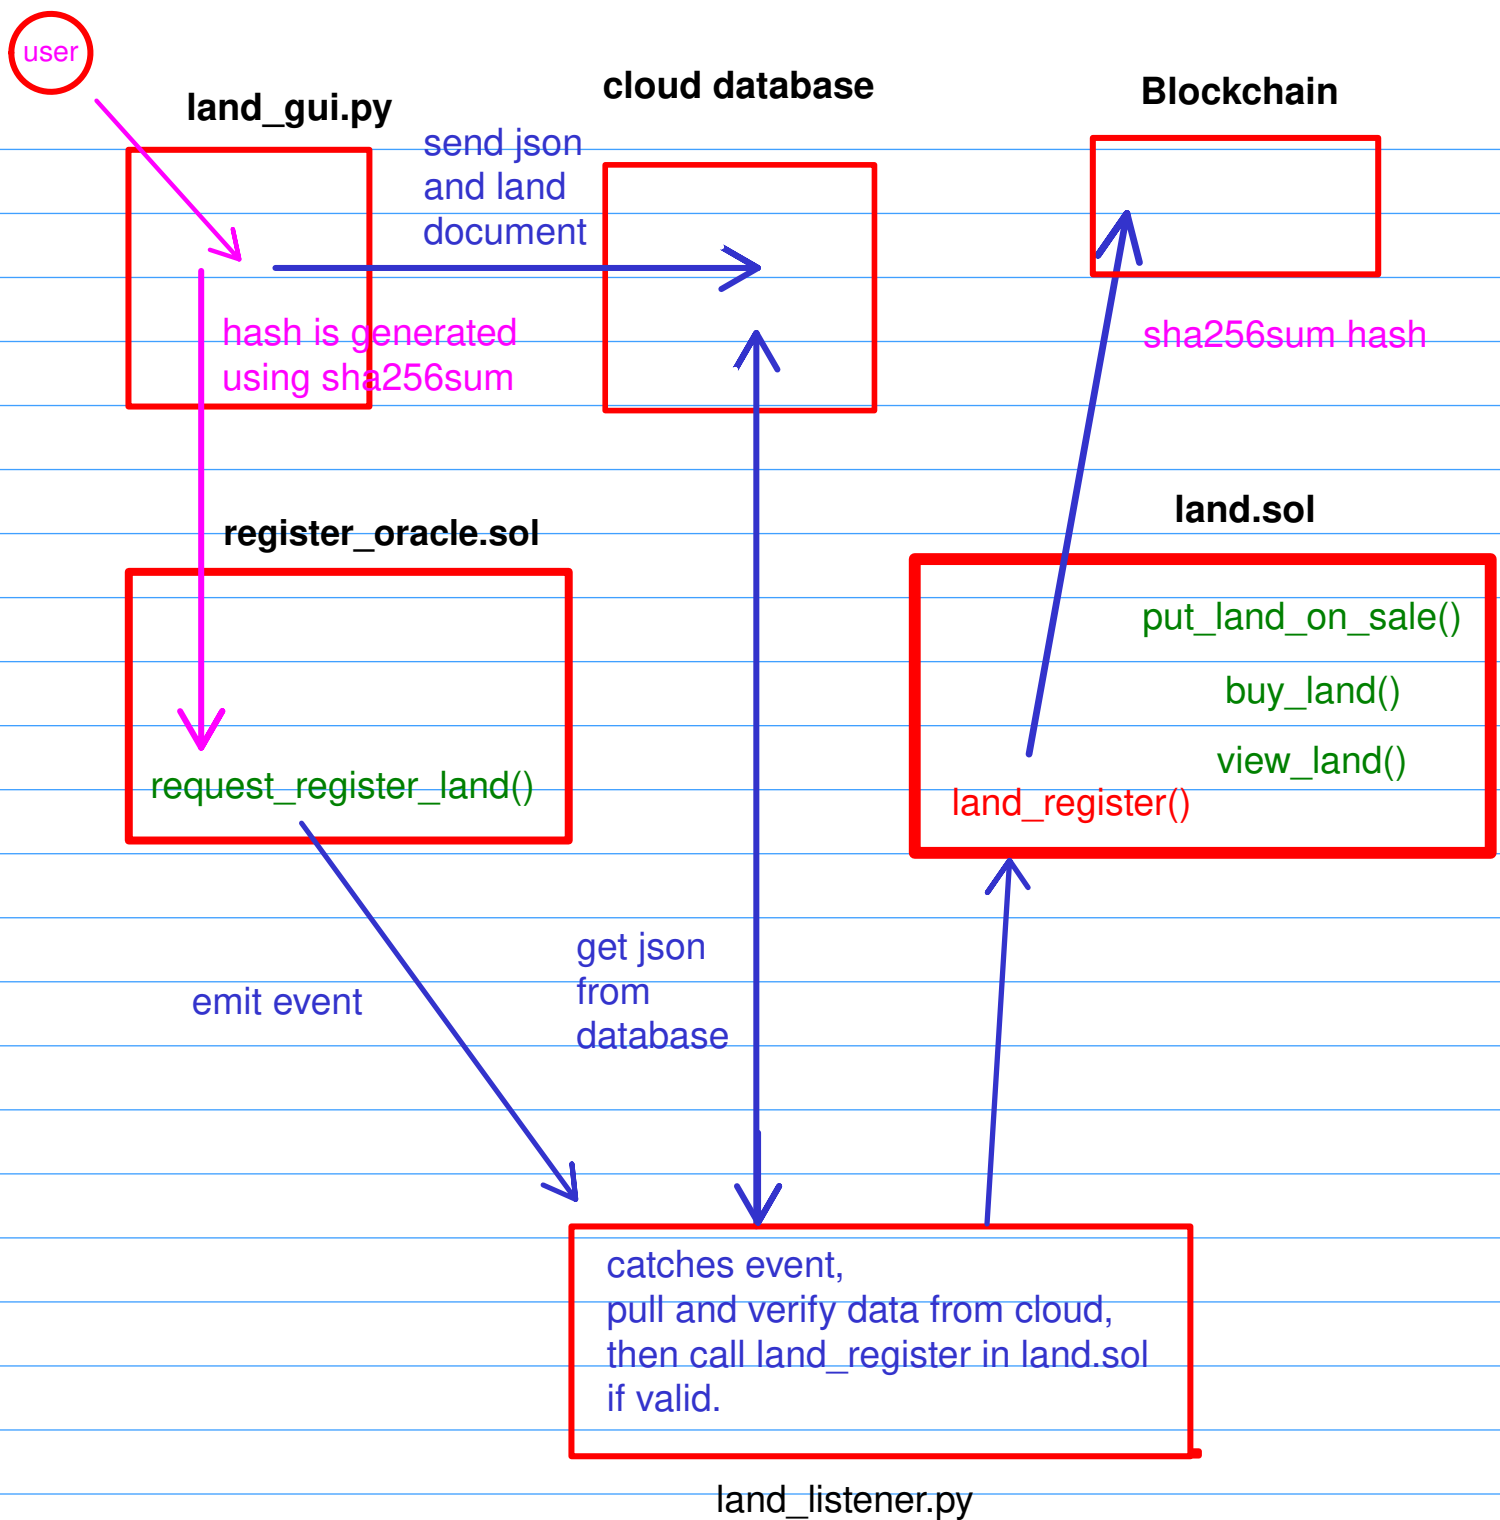 user
land_gui.py
cloud database
Blockchain
send json
and land
document
hash is generated
using sha256sum
sha256sum hash
register_oracle.sol
land.sol
put_land_on_sale()
buy_land()
view_land()
land_register()
request_register_land()
emit event
get json
from
database
catches event,
pull and verify data from cloud,
then call land_register in land.sol
if valid.
land_listener.py